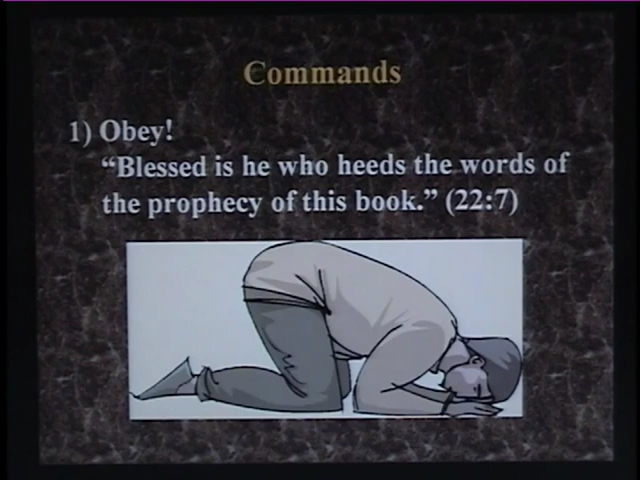 Commands
1) Obey!
“Blessed is he who heeds the words of
the prophecy of this book.” (22:7)